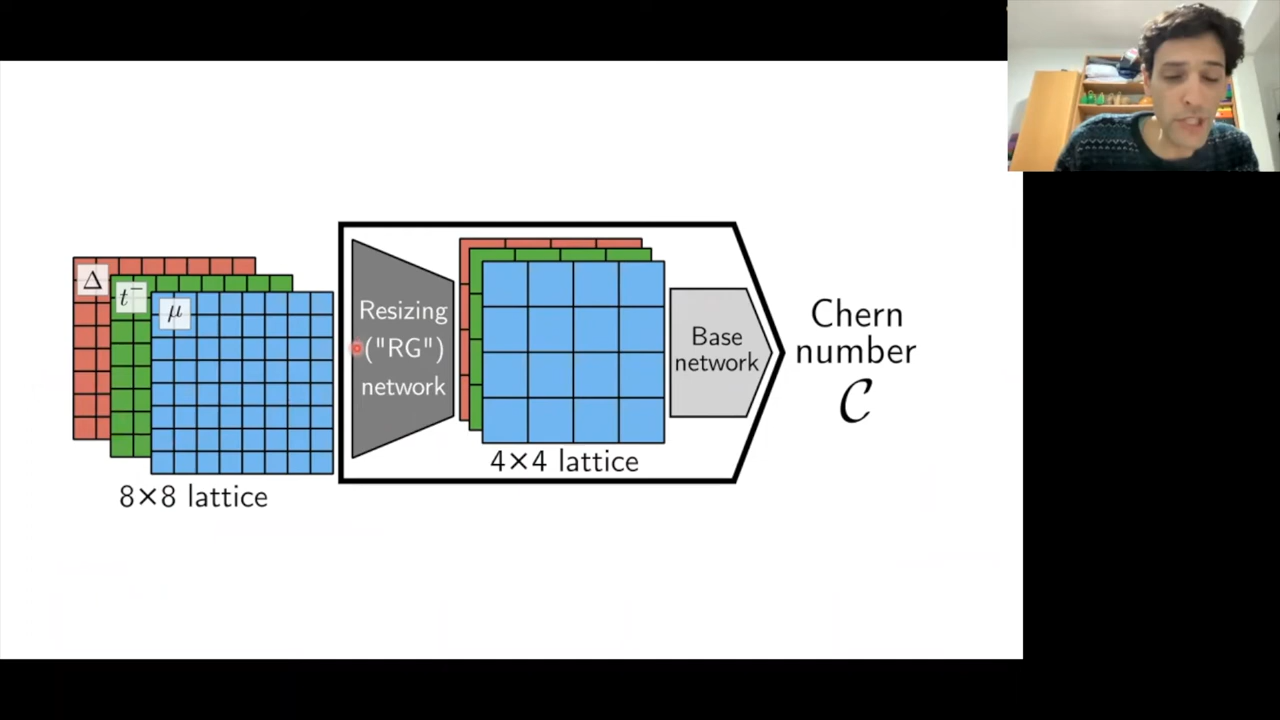 Δ
t⁻
μ
8×8 lattice
Resizing
("RG")
network
4×4 lattice
Base
network
Chern
number
𝒞